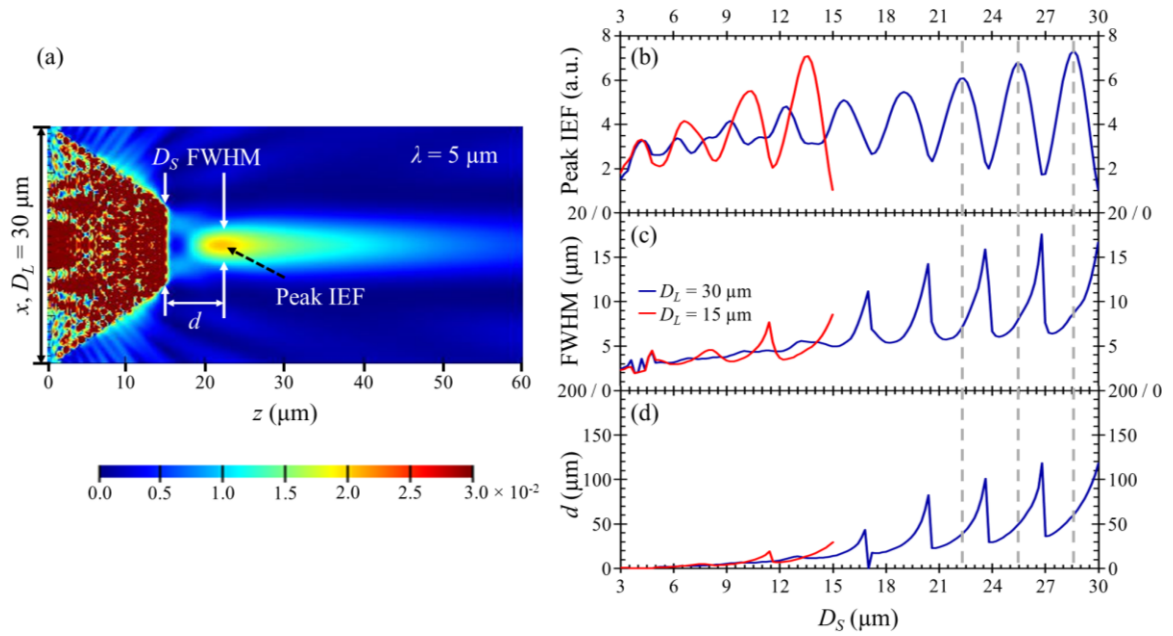 (a)
x, D_L = 30 µm
D_S FWHM
λ = 5 µm
Peak IEF
d
0 10 20 30 40 50 60
z (µm)
0.0 0.5 1.0 1.5 2.0 2.5 3.0 × 10⁻²
3 6 9 12 15 18 21 24 27 30
(b)
Peak IEF (a.u.)
8 8
6 6
4 4
2 2
20 / 0 20 / 0
(c)
FWHM (µm)
15 15
10 10
5 5
D_L = 30 µm
D_L = 15 µm
200 / 0 200 / 0
(d)
d (µm)
150 150
100 100
50 50
0 0
3 6 9 12 15 18 21 24 27 30
D_S (µm)